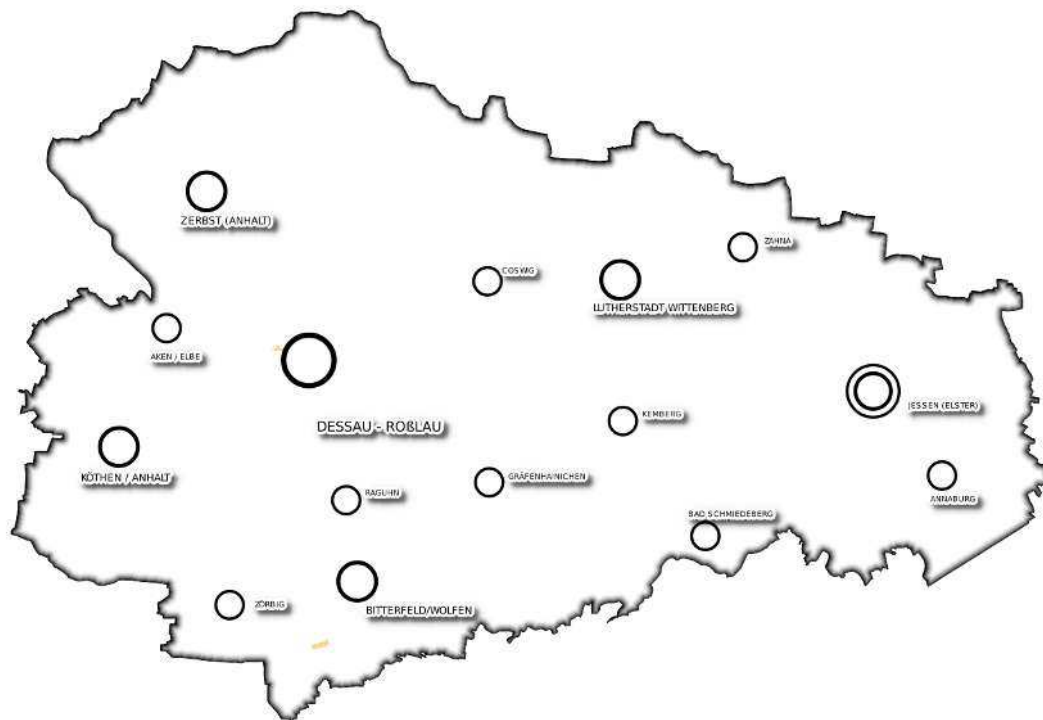 ZERBST (ANHALT)
ZAHNA
COSWIG
LUTHERSTADT WITTENBERG
AKEN / ELBE
JESSEN (ELSTER)
KEMBERG
DESSAU - ROßLAU
KÖTHEN / ANHALT
GRÄFENHAINICHEN
RAGUHN
ANNABURG
BAD SCHMIEDEBERG
ZÖRBIG
BITTERFELD/WOLFEN